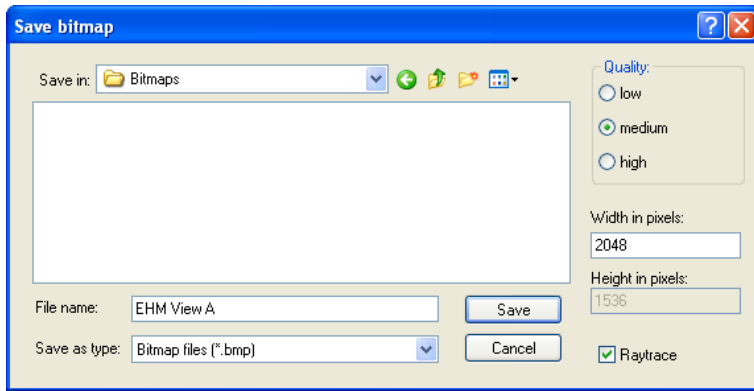 Save bitmap
Save in: Bitmaps
Quality:
low
medium
high
Width in pixels:
2048
Height in pixels:
1536
File name: EHM View A Save
Save as type: Bitmap files (*.bmp) Cancel
Raytrace